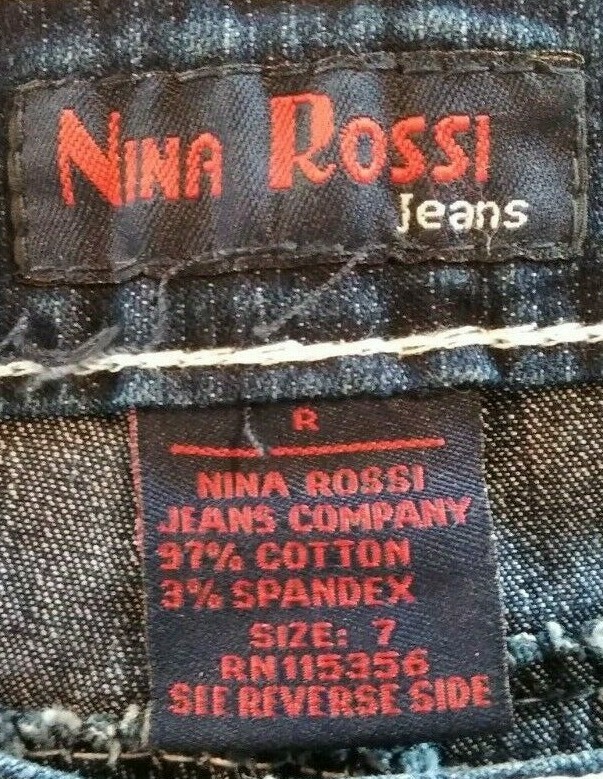 NINA ROSSI
Jeans
R
NINA ROSSI
JEANS COMPANY
97% COTTON
3% SPANDEX
SIZE: 7
RN115356
SEE REVERSE SIDE